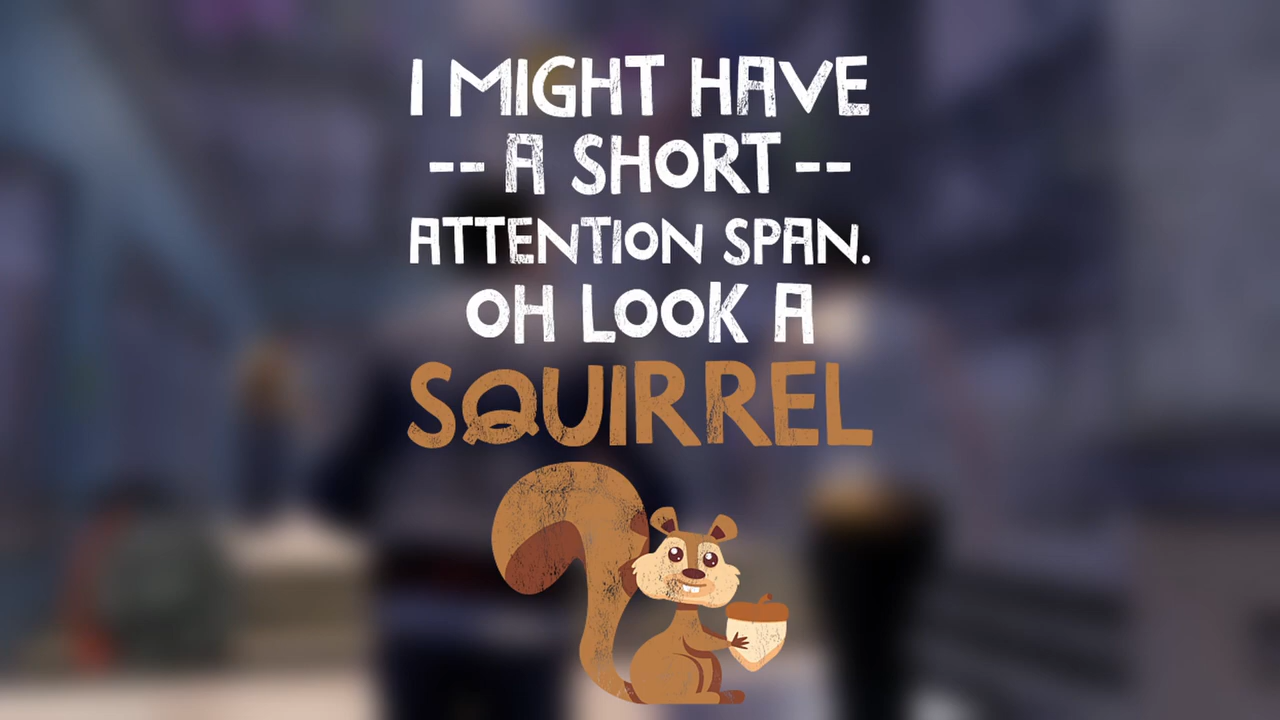 I MIGHT HAVE
-- A SHORT --
ATTENTION SPAN.
OH LOOK A
SQUIRREL